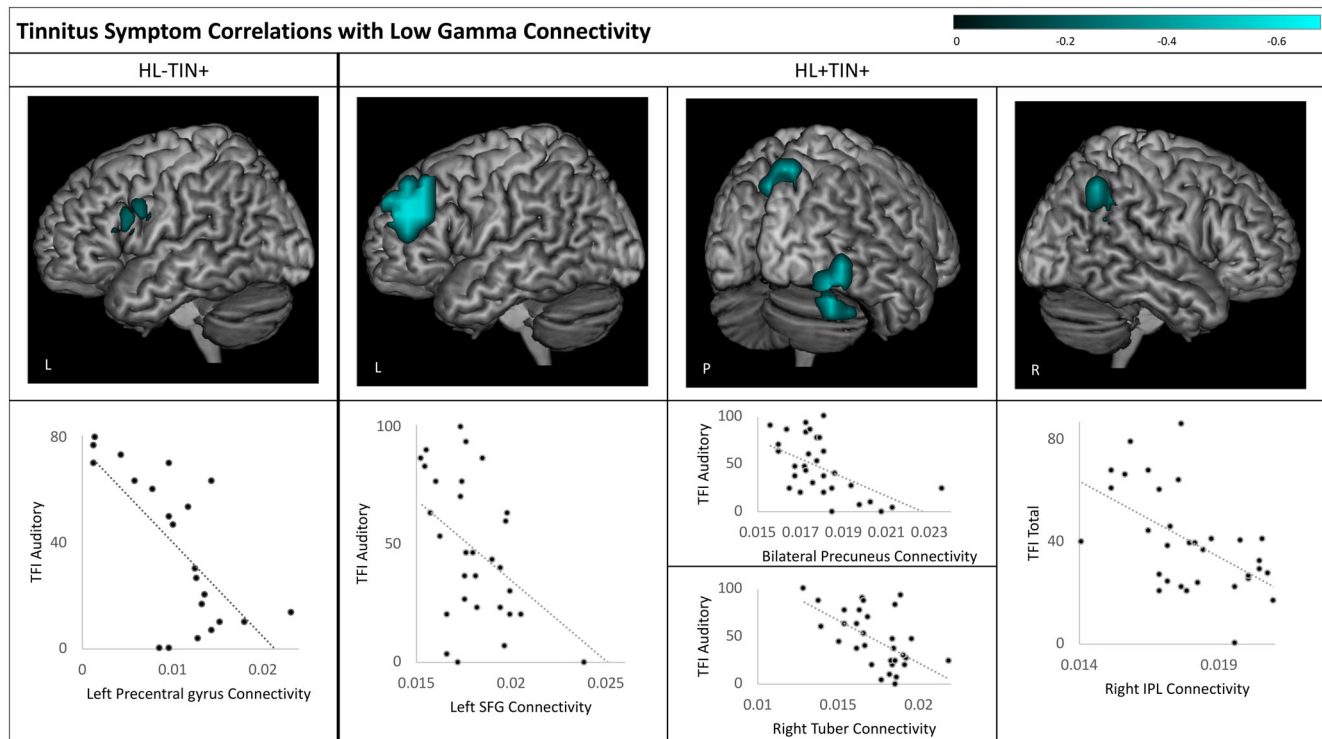 Tinnitus Symptom Correlations with Low Gamma Connectivity
0 -0.2 -0.4 -0.6
HL-TIN+
HL+TIN+
L
L
P
R
80
40
0
TFI Auditory
0 0.01 0.02
Left Precentral gyrus Connectivity
100
50
0
TFI Auditory
0.015 0.02 0.025
Left SFG Connectivity
100
50
0
TFI Auditory
0.015 0.017 0.019 0.021 0.023
Bilateral Precuneus Connectivity
100
50
0
TFI Auditory
0.01 0.015 0.02
Right Tuber Connectivity
80
40
0
TFI Total
0.014 0.019
Right IPL Connectivity